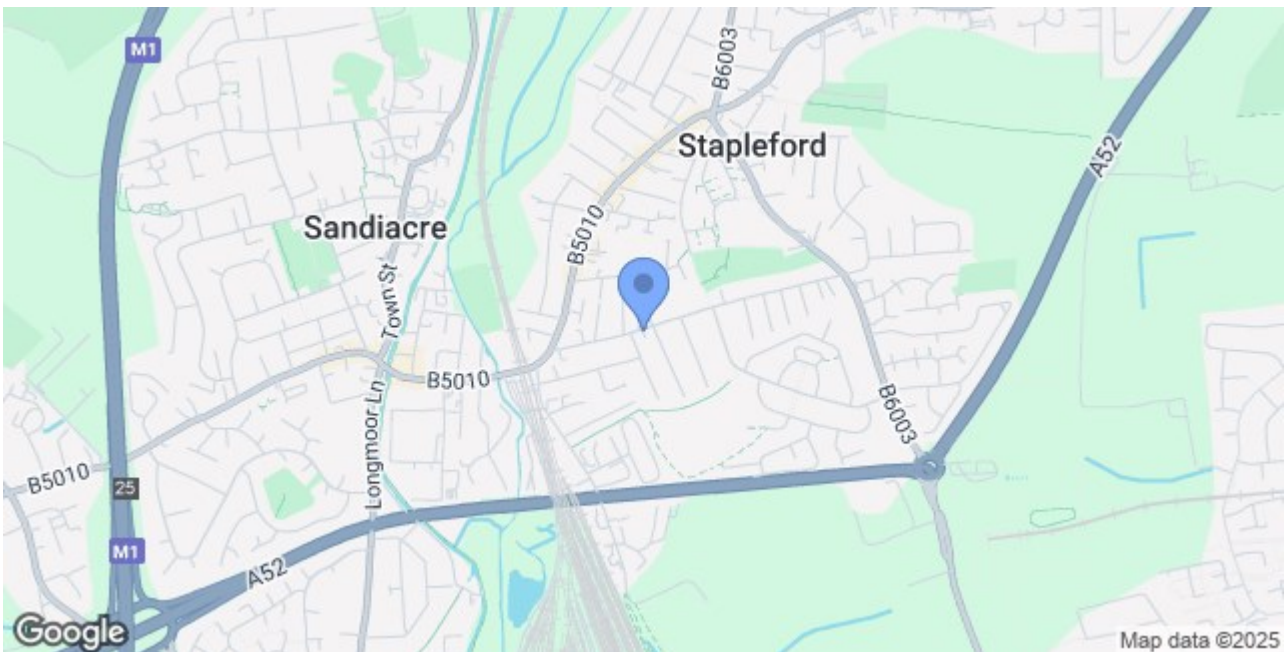 M1
B6003
Stapleford
A52
Sandiacre
B5010
Town St
B5010
Longmoor Ln
B6003
B5010
25
M1
A52
Google
Map data ©2025